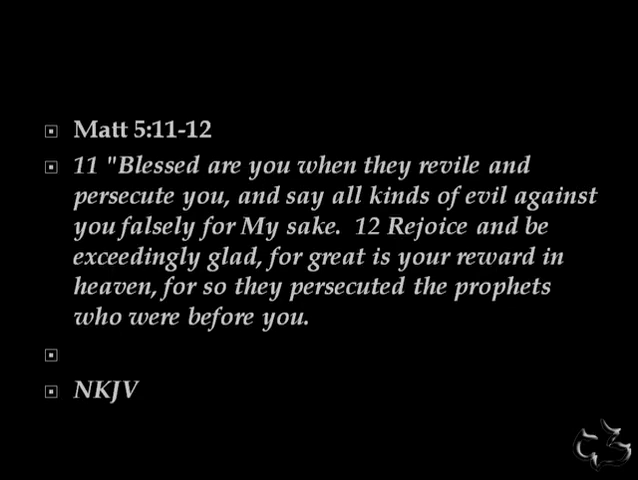 Matt 5:11-12
11 "Blessed are you when they revile and
persecute you, and say all kinds of evil against
you falsely for My sake.  12 Rejoice and be
exceedingly glad, for great is your reward in
heaven, for so they persecuted the prophets
who were before you.
NKJV
C3